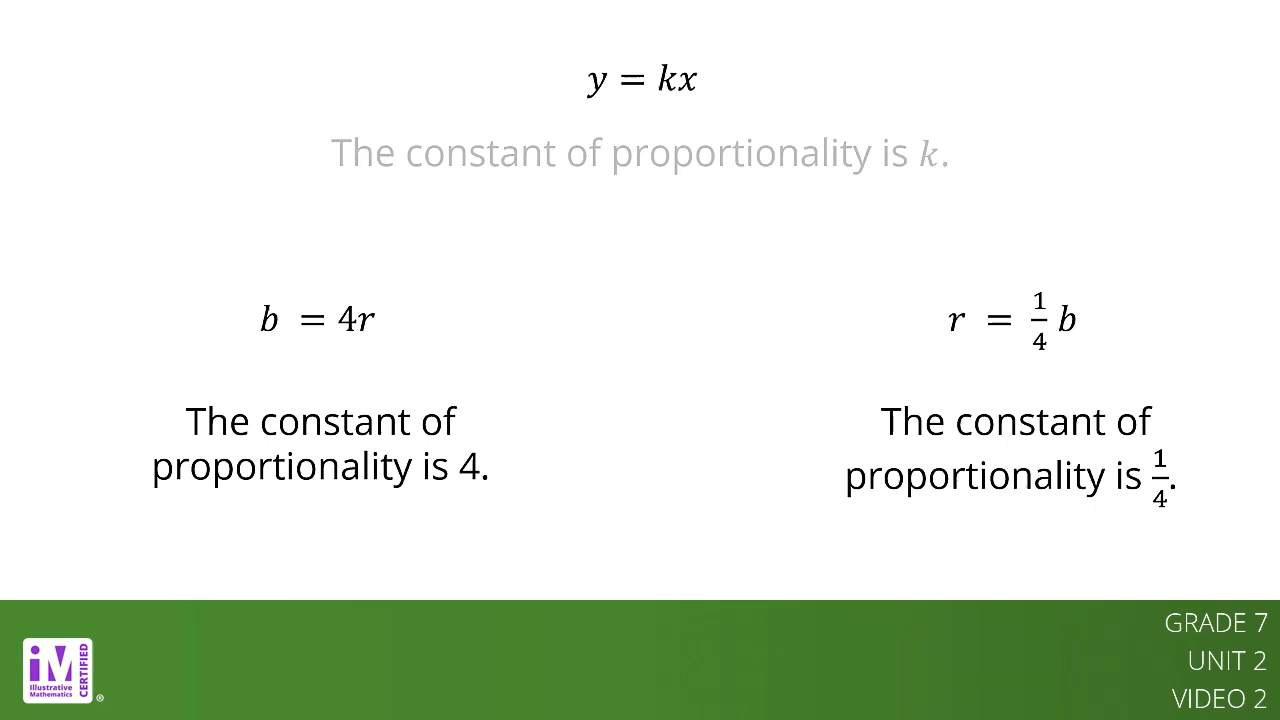 y = kx
The constant of proportionality is k.
b = 4r
The constant of
proportionality is 4.
r = 1/4 b
The constant of
proportionality is 1/4.
iM CERTIFIED
Illustrative
Mathematics
®
GRADE 7
UNIT 2
VIDEO 2